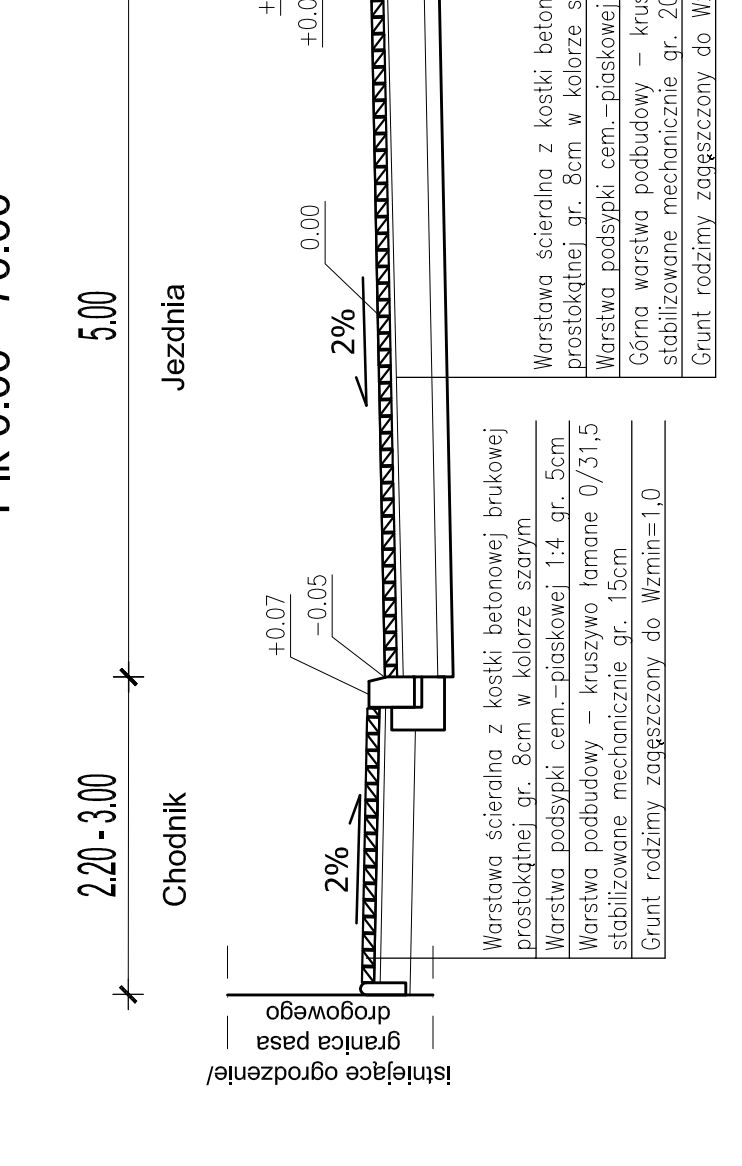 5.00
2.20 - 3.00
Jezdnia
Chodnik
0.00
2%
+0.07
-0.05
2%
istniejące ogrodzenie/
granica pasa
drogowego
Warstawa ścieralna z kostki betonowej brukowej
prostokątnej gr. 8cm w kolorze szarym
Warstwa podsypki cem.-piaskowej 1:4 gr. 5cm
Warstwa podbudowy – kruszywo łamane 0/31,5
stabilizowane mechanicznie gr. 15cm
Grunt rodzimy zagęszczony do Wzmin=1,0
Warstawa ścieralna z kostki beton
prostokątnej gr. 8cm w kolorze s
Warstwa podsypki cem.-piaskowej
Górna warstwa podbudowy – krus
stabilizowane mechanicznie gr. 20
Grunt rodzimy zagęszczony do Wz